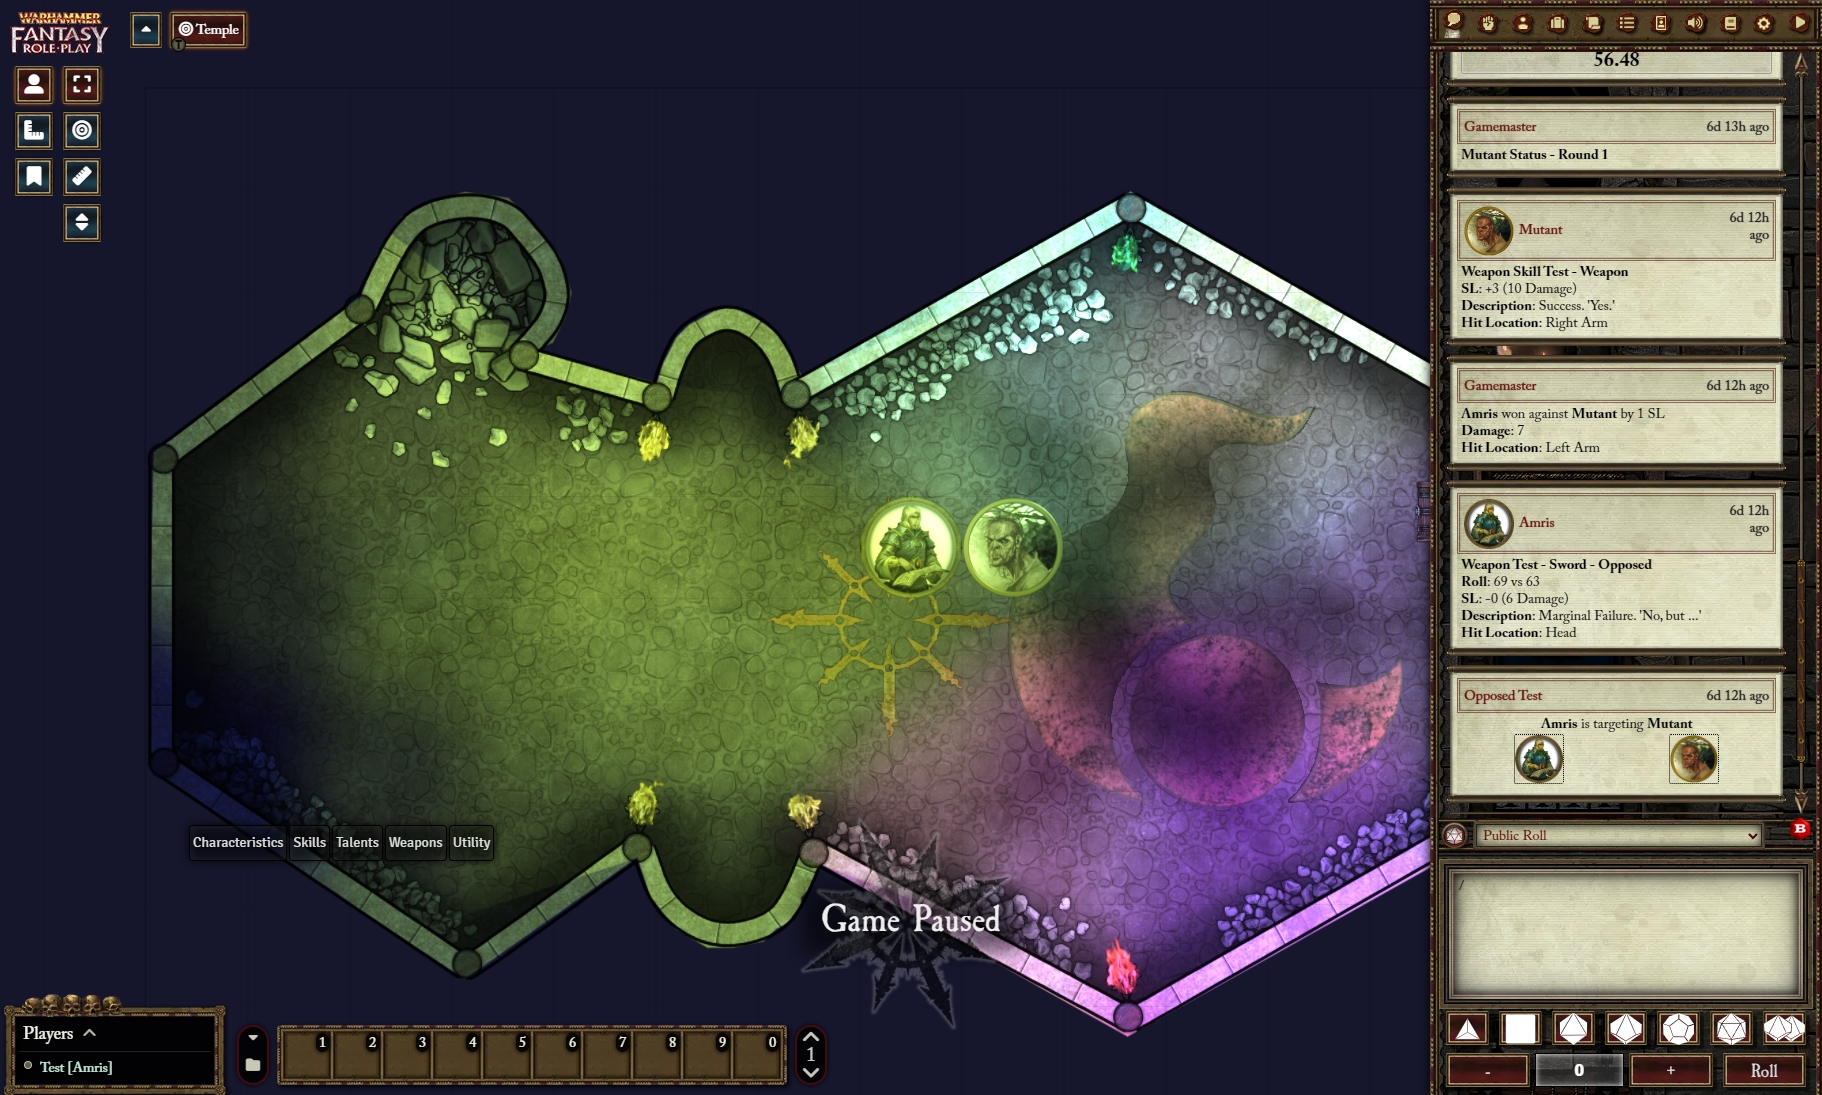 WARHAMMER
FANTASY
ROLE-PLAY
Temple
T
56.48
Gamemaster
6d 13h ago
Mutant Status - Round 1
Mutant
6d 12h
ago
Weapon Skill Test - Weapon
SL: +3 (10 Damage)
Description: Success. 'Yes.'
Hit Location: Right Arm
Gamemaster
6d 12h ago
Amris won against Mutant by 1 SL
Damage: 7
Hit Location: Left Arm
Amris
6d 12h
ago
Weapon Test - Sword - Opposed
Roll: 69 vs 63
SL: -0 (6 Damage)
Description: Marginal Failure. 'No, but ...'
Hit Location: Head
Opposed Test
6d 12h ago
Amris is targeting Mutant
Public Roll
B
/
- 0 + Roll
Characteristics Skills Talents Weapons Utility
Game Paused
Players
Test [Amris]
1 2 3 4 5 6 7 8 9 0
1